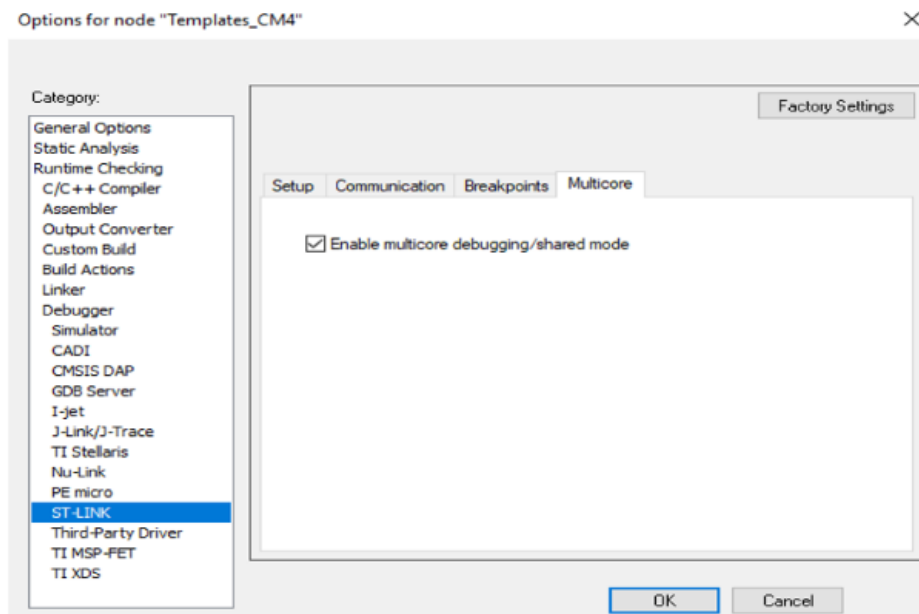 Options for node "Templates_CM4"
Category:
General Options
Static Analysis
Runtime Checking
C/C++ Compiler
Assembler
Output Converter
Custom Build
Build Actions
Linker
Debugger
Simulator
CADI
CMSIS DAP
GDB Server
I-jet
J-Link/J-Trace
TI Stellaris
Nu-Link
PE micro
ST-LINK
Third-Party Driver
TI MSP-FET
TI XDS
Factory Settings
Setup Communication Breakpoints Multicore
Enable multicore debugging/shared mode
OK Cancel